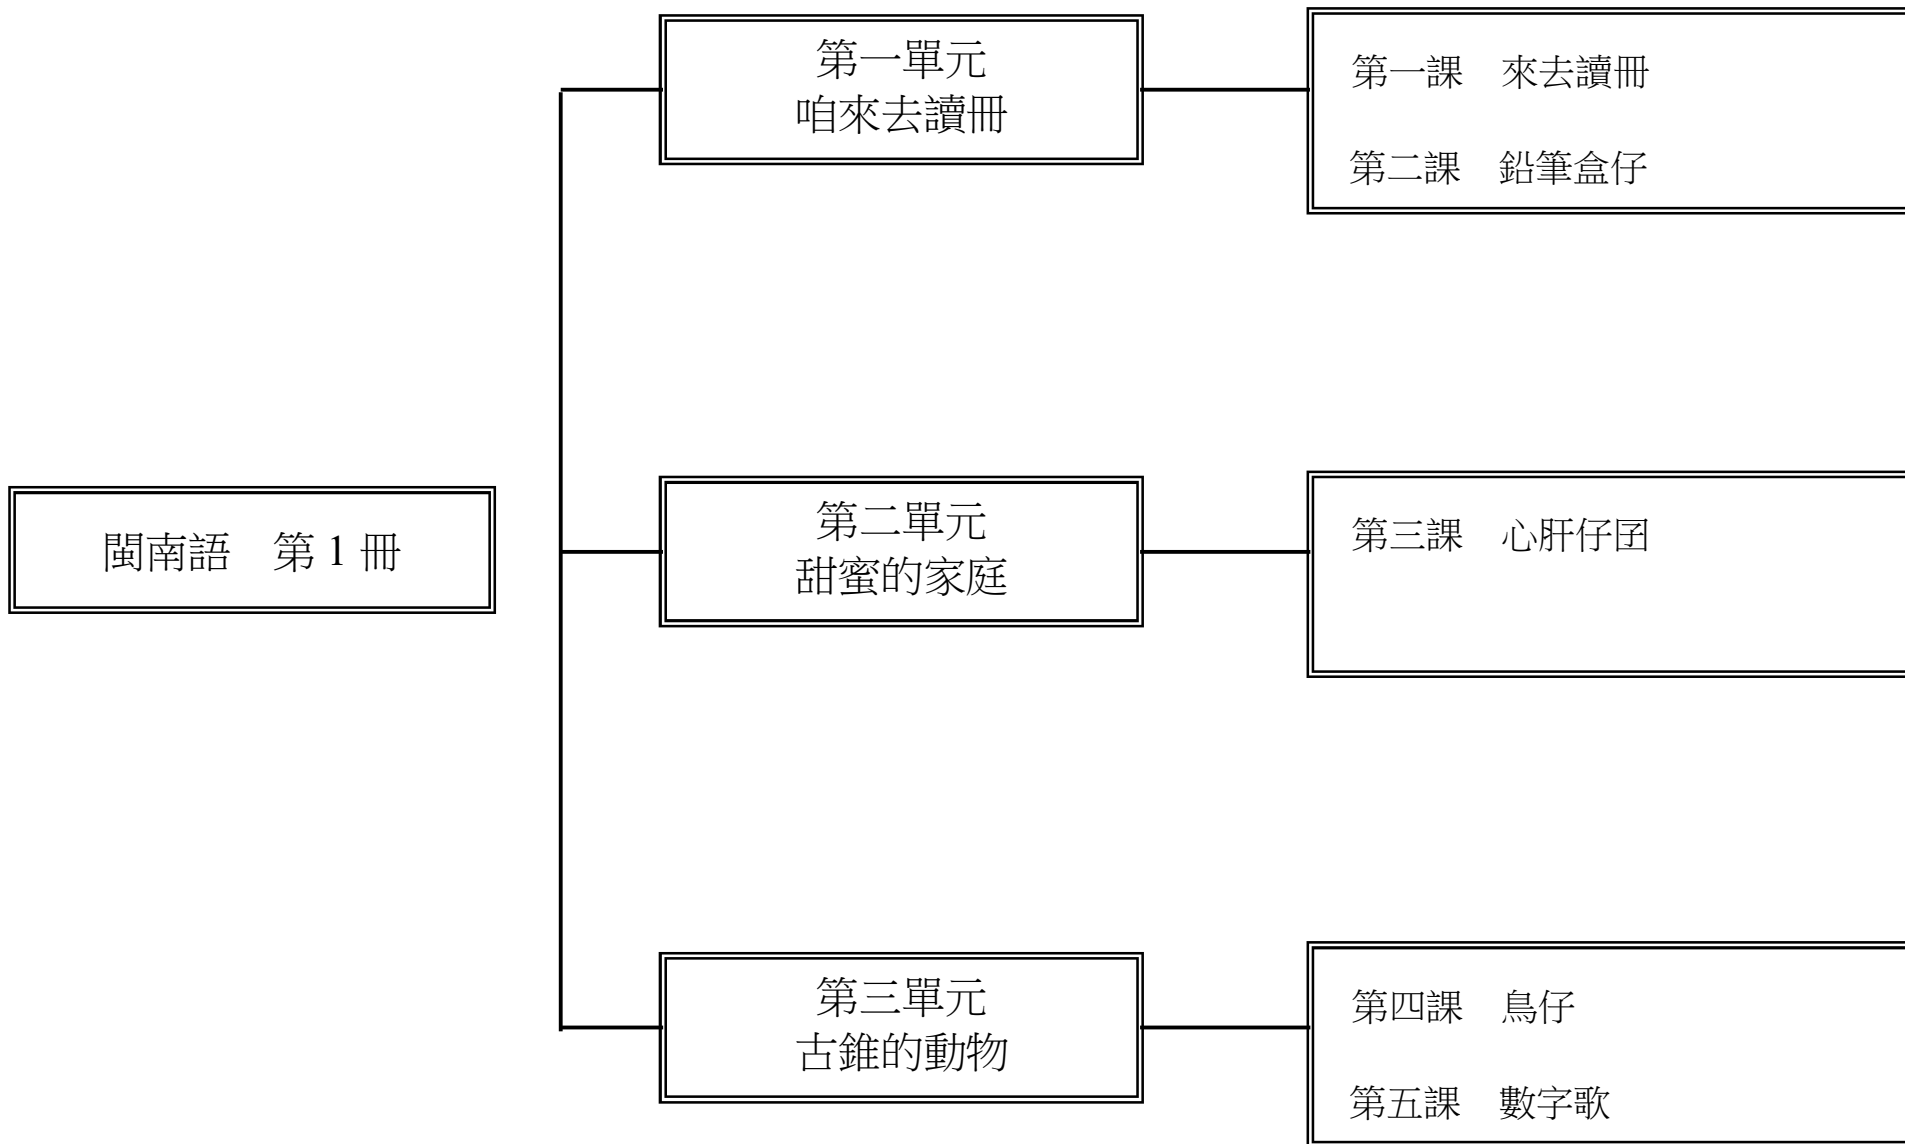 閩南語　第 1 冊
第一單元
咱來去讀冊
第一課　來去讀冊
第二課　鉛筆盒仔
第二單元
甜蜜的家庭
第三課　心肝仔囝
第三單元
古錐的動物
第四課　鳥仔
第五課　數字歌